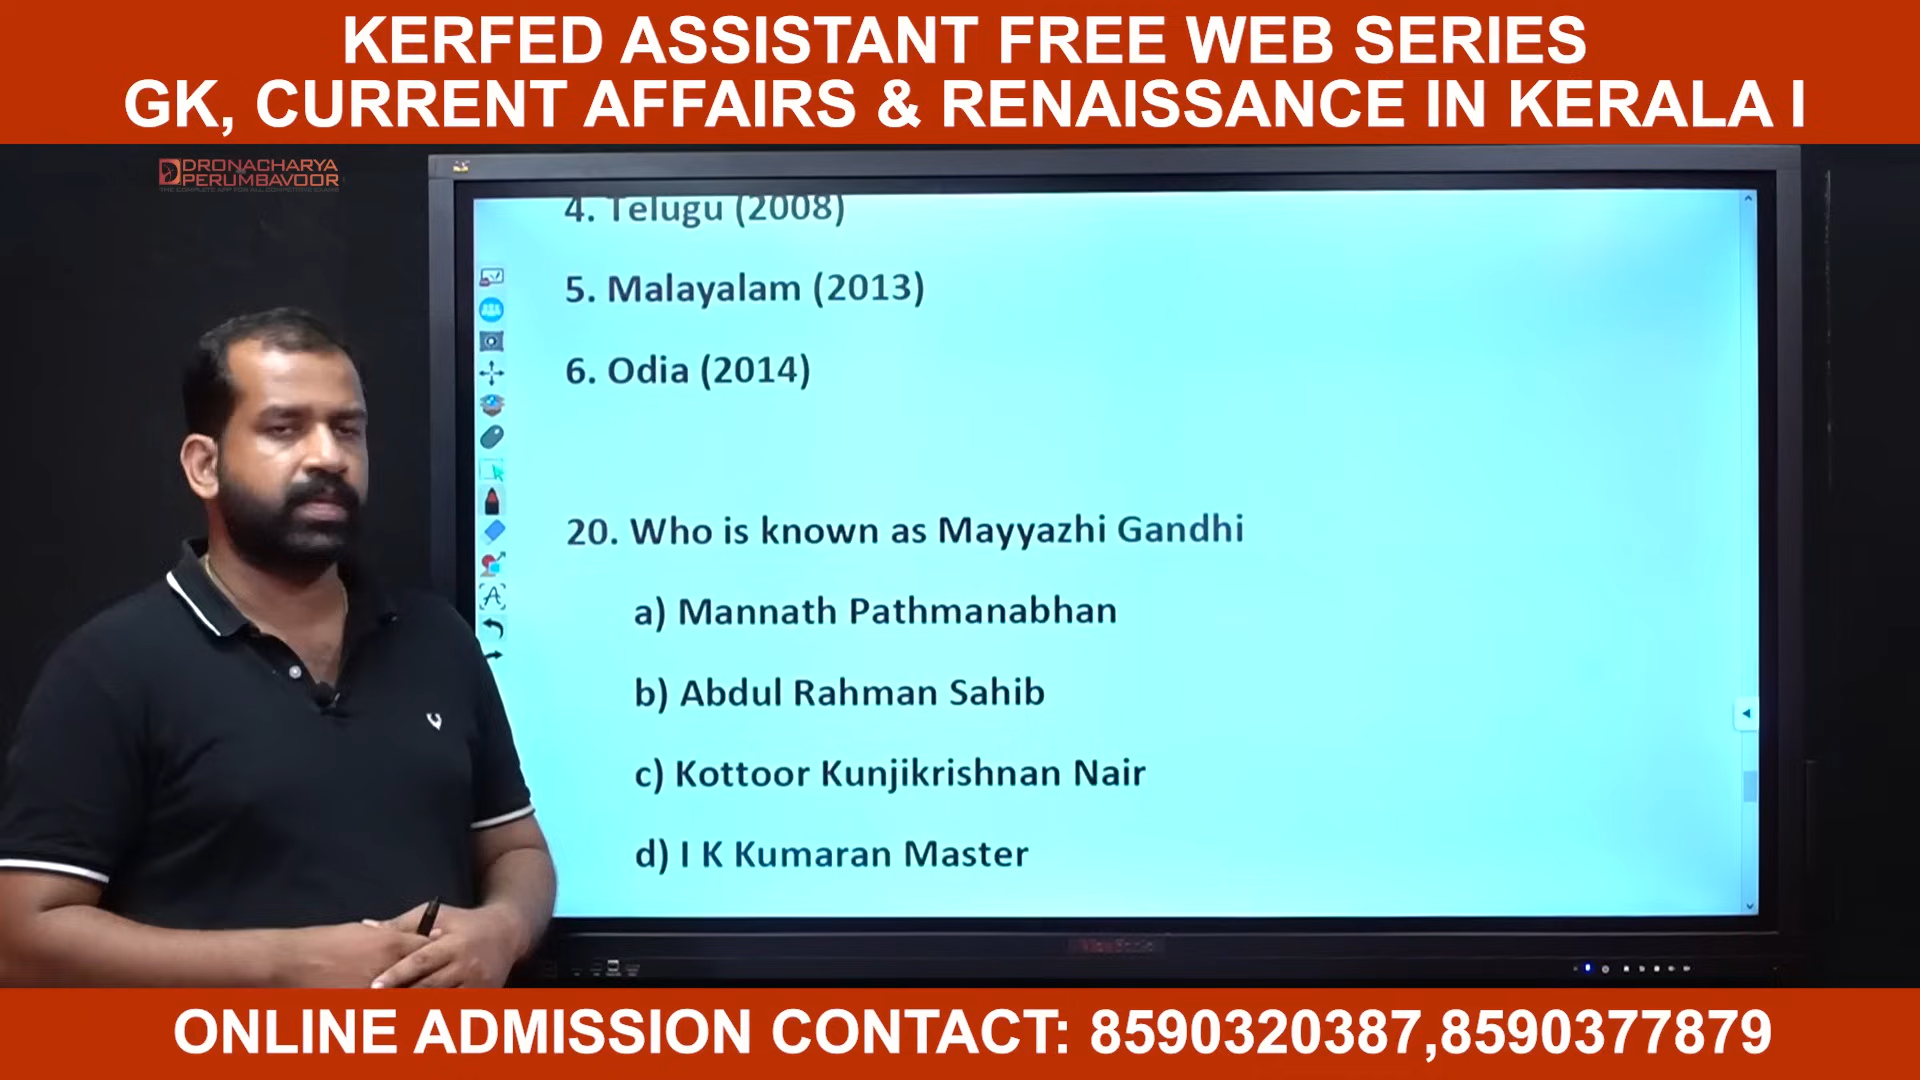 KERFED ASSISTANT FREE WEB SERIES
GK, CURRENT AFFAIRS & RENAISSANCE IN KERALA I
DRONACHARYA
PERUMBAVOOR
4. Telugu (2008)
5. Malayalam (2013)
6. Odia (2014)
20. Who is known as Mayyazhi Gandhi
a) Mannath Pathmanabhan
b) Abdul Rahman Sahib
c) Kottoor Kunjikrishnan Nair
d) I K Kumaran Master
ViewSonic
ONLINE ADMISSION CONTACT: 8590320387,8590377879